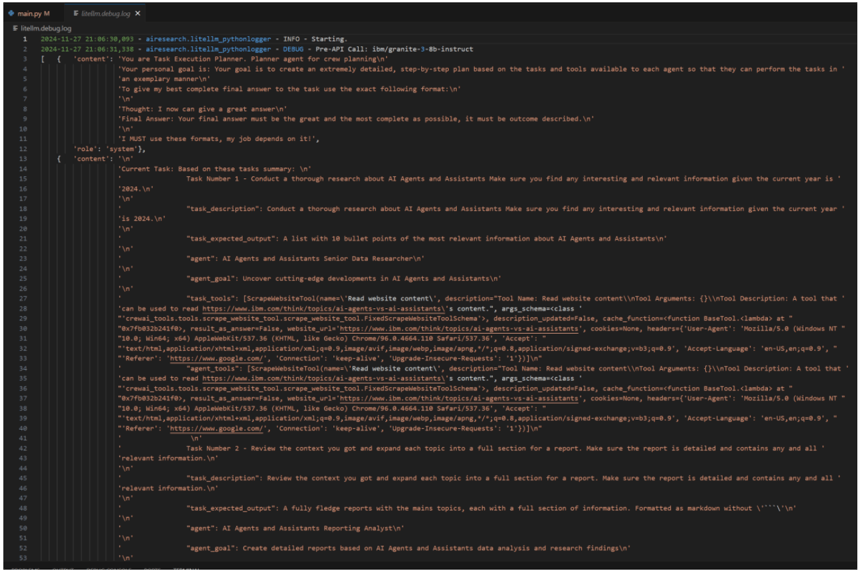 main.py M
litellm.debug.log
litellm.debug.log
1 2024-11-27 21:06:30,093 - airesearch.litellm_pythonlogger - INFO - Starting.
2 2024-11-27 21:06:31,338 - airesearch.litellm_pythonlogger - DEBUG - Pre-API Call: ibm/granite-3-8b-instruct
3 [ { 'content': 'You are Task Execution Planner. Planner agent for crew planning\n'
4 'Your personal goal is: Your goal is to create an extremely detailed, step-by-step plan based on the tasks and tools available to each agent so that they can perform the tasks in '
5 'an exemplary manner\n'
6 'To give my best complete final answer to the task use the exact following format:\n'
7 '\n'
8 'Thought: I now can give a great answer\n'
9 'Final Answer: Your final answer must be the great and the most complete as possible, it must be outcome described.\n'
10 '\n'
11 'I MUST use these formats, my job depends on it!',
12 'role': 'system'},
13 { 'content': '\n'
14 'Current Task: Based on these tasks summary: \n'
15 ' Task Number 1 - Conduct a thorough research about AI Agents and Assistants Make sure you find any interesting and relevant information given the current year is '
16 '2024.\n'
17 '\n'
18 ' "task_description": Conduct a thorough research about AI Agents and Assistants Make sure you find any interesting and relevant information given the current year '
19 'is 2024.\n'
20 '\n'
21 ' "task_expected_output": A list with 10 bullet points of the most relevant information about AI Agents and Assistants\n'
22 '\n'
23 ' "agent": AI Agents and Assistants Senior Data Researcher\n'
24 '\n'
25 ' "agent_goal": Uncover cutting-edge developments in AI Agents and Assistants\n'
26 '\n'
27 ' "task_tools": [ScrapeWebsiteTool(name=\'Read website content\', description="Tool Name: Read website content\\nTool Arguments: {}\\nTool Description: A tool that '
28 'can be used to read https://www.ibm.com/think/topics/ai-agents-vs-ai-assistants\'s content.", args_schema=<class '
29 "'crewai_tools.tools.scrape_website_tool.scrape_website_tool.FixedScrapeWebsiteToolSchema'>, description_updated=False, cache_function=<function BaseTool.<lambda> at "
30 "0x7fb032b241f0>, result_as_answer=False, website_url='https://www.ibm.com/think/topics/ai-agents-vs-ai-assistants', cookies=None, headers={'User-Agent': 'Mozilla/5.0 (Windows NT "
31 "10.0; Win64; x64) AppleWebKit/537.36 (KHTML, like Gecko) Chrome/96.0.4664.110 Safari/537.36', 'Accept': "
32 "'text/html,application/xhtml+xml,application/xml;q=0.9,image/avif,image/webp,image/apng,*/*;q=0.8,application/signed-exchange;v=b3;q=0.9', 'Accept-Language': 'en-US,en;q=0.9', "
33 "'Referer': 'https://www.google.com/', 'Connection': 'keep-alive', 'Upgrade-Insecure-Requests': '1'})]\n"
34 ' "agent_tools": [ScrapeWebsiteTool(name=\'Read website content\', description="Tool Name: Read website content\\nTool Arguments: {}\\nTool Description: A tool that '
35 'can be used to read https://www.ibm.com/think/topics/ai-agents-vs-ai-assistants\'s content.", args_schema=<class '
36 "'crewai_tools.tools.scrape_website_tool.scrape_website_tool.FixedScrapeWebsiteToolSchema'>, description_updated=False, cache_function=<function BaseTool.<lambda> at "
37 "0x7fb032b241f0>, result_as_answer=False, website_url='https://www.ibm.com/think/topics/ai-agents-vs-ai-assistants', cookies=None, headers={'User-Agent': 'Mozilla/5.0 (Windows NT "
38 "10.0; Win64; x64) AppleWebKit/537.36 (KHTML, like Gecko) Chrome/96.0.4664.110 Safari/537.36', 'Accept': "
39 "'text/html,application/xhtml+xml,application/xml;q=0.9,image/avif,image/webp,image/apng,*/*;q=0.8,application/signed-exchange;v=b3;q=0.9', 'Accept-Language': 'en-US,en;q=0.9', "
40 "'Referer': 'https://www.google.com/', 'Connection': 'keep-alive', 'Upgrade-Insecure-Requests': '1'})]\n"
41 ' \n'
42 ' Task Number 2 - Review the context you got and expand each topic into a full section for a report. Make sure the report is detailed and contains any and all '
43 'relevant information.\n'
44 '\n'
45 ' "task_description": Review the context you got and expand each topic into a full section for a report. Make sure the report is detailed and contains any and all '
46 'relevant information.\n'
47 '\n'
48 ' "task_expected_output": A fully fledge reports with the mains topics, each with a full section of information. Formatted as markdown without \'```\'\n'
49 '\n'
50 ' "agent": AI Agents and Assistants Reporting Analyst\n'
51 '\n'
52 ' "agent_goal": Create detailed reports based on AI Agents and Assistants data analysis and research findings\n'
53 '\n'